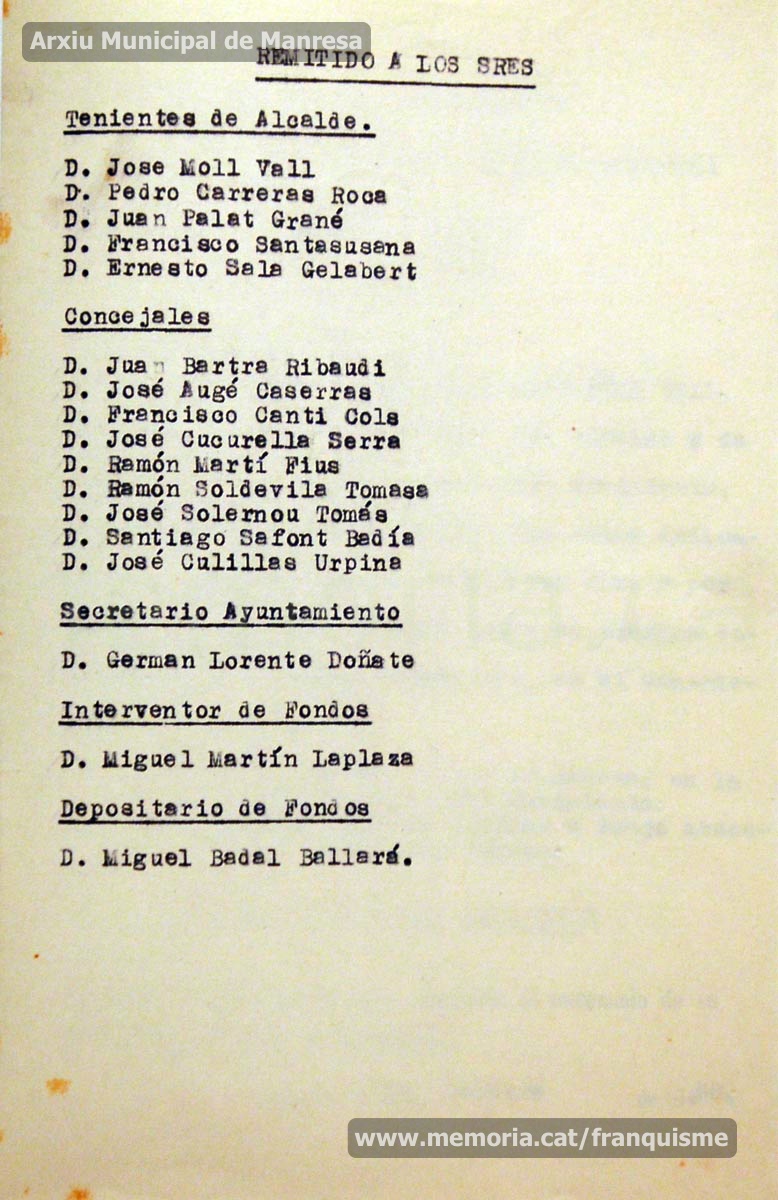 Arxiu Municipal de Manresa
REMITIDO A LOS SRES
Tenientes de Alcalde.
D. Jose Moll Vall
D. Pedro Carreras Roca
D. Juan Palat Grané
D. Francisco Santasusana
D. Ernesto Sala Gelabert
Concejales
D. Juan Bartra Ribaudi
D. José Augé Caserras
D. Francisco Canti Cols
D. José Cucurella Serra
D. Ramón Martí Fius
D. Ramón Soldevila Tomasa
D. José Solernou Tomás
D. Santiago Safont Badía
D. José Culillas Urpina
Secretario Ayuntamiento
D. German Lorente Doñate
Interventor de Fondos
D. Miguel Martín Laplaza
Depositario de Fondos
D. Miguel Badal Ballará.
www.memoria.cat/franquisme